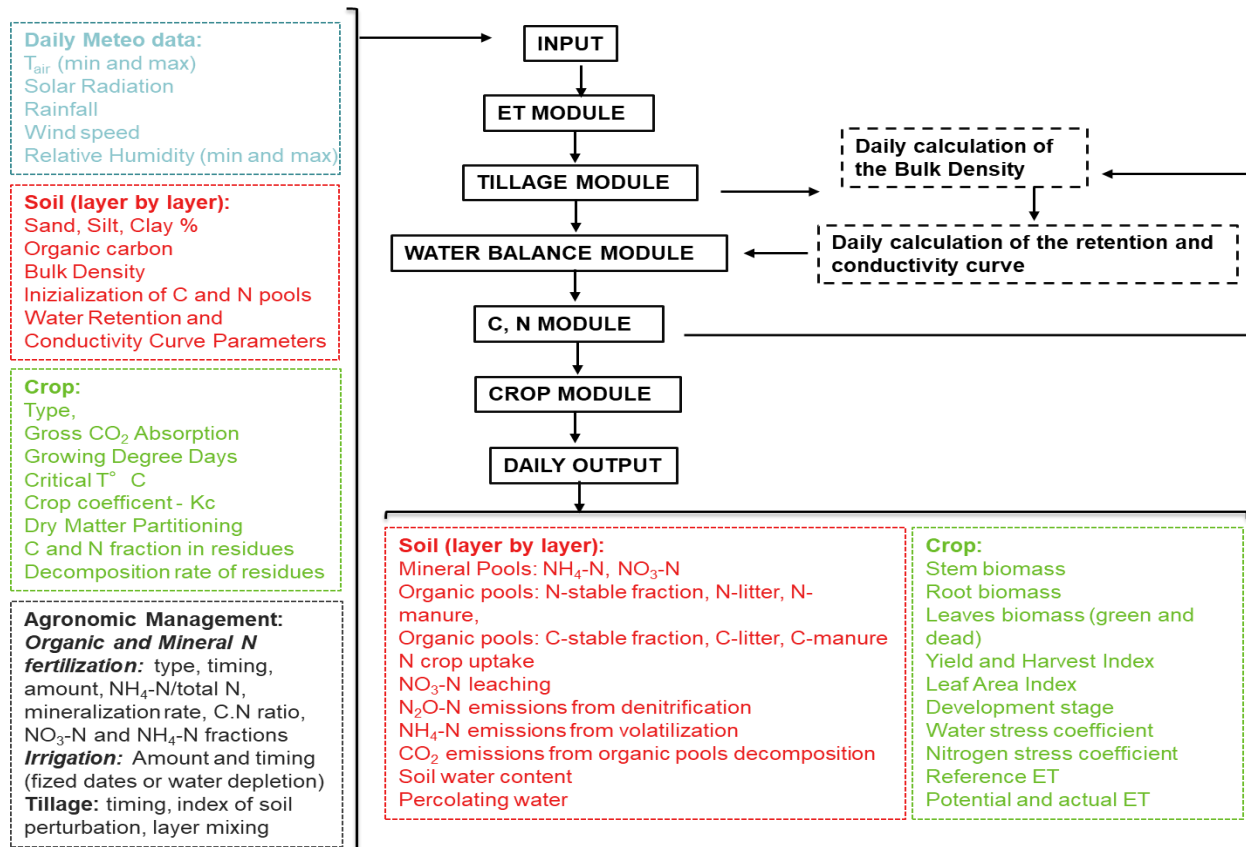 Daily Meteo data:
Tair (min and max)
Solar Radiation
Rainfall
Wind speed
Relative Humidity (min and max)
Soil (layer by layer):
Sand, Silt, Clay %
Organic carbon
Bulk Density
Inizialization of C and N pools
Water Retention and
Conductivity Curve Parameters
Crop:
Type,
Gross CO₂ Absorption
Growing Degree Days
Critical T° C
Crop coefficent - Kc
Dry Matter Partitioning
C and N fraction in residues
Decomposition rate of residues
Agronomic Management:
Organic and Mineral N
fertilization: type, timing,
amount, NH₄-N/total N,
mineralization rate, C.N ratio,
NO₃-N and NH₄-N fractions
Irrigation: Amount and timing
(fized dates or water depletion)
Tillage: timing, index of soil
perturbation, layer mixing
INPUT
ET MODULE
TILLAGE MODULE
WATER BALANCE MODULE
C, N MODULE
CROP MODULE
DAILY OUTPUT
Daily calculation of
the Bulk Density
Daily calculation of the retention and
conductivity curve
Soil (layer by layer):
Mineral Pools: NH₄-N, NO₃-N
Organic pools: N-stable fraction, N-litter, N-
manure,
Organic pools: C-stable fraction, C-litter, C-manure
N crop uptake
NO₃-N leaching
N₂O-N emissions from denitrification
NH₄-N emissions from volatilization
CO₂ emissions from organic pools decomposition
Soil water content
Percolating water
Crop:
Stem biomass
Root biomass
Leaves biomass (green and
dead)
Yield and Harvest Index
Leaf Area Index
Development stage
Water stress coefficient
Nitrogen stress coefficient
Reference ET
Potential and actual ET